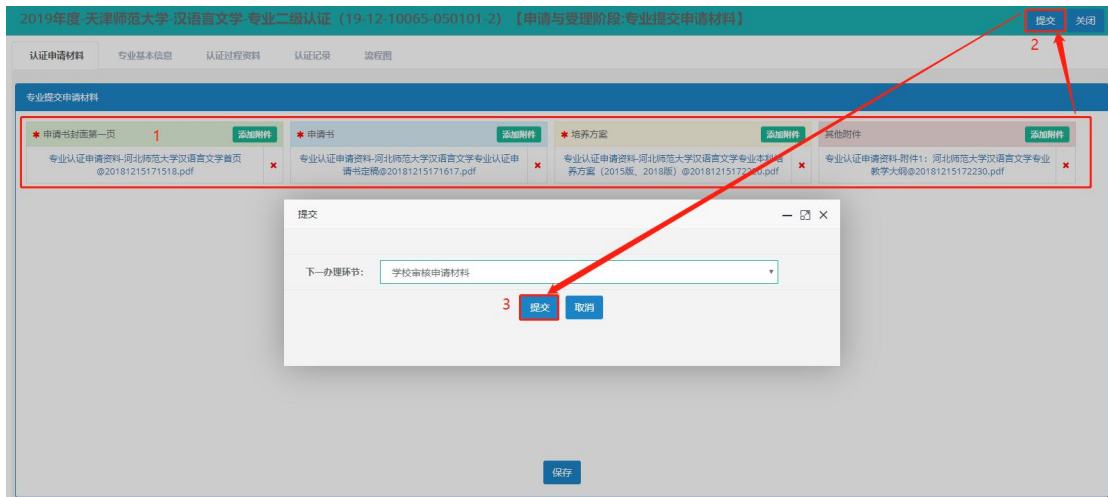 2019年度-天津师范大学-汉语言文学-专业二级认证（19-12-10065-050101-2）【申请与受理阶段:专业提交申请材料】
提交 关闭
2
认证申请材料 专业基本信息 认证过程资料 认证记录 流程图
专业提交申请材料
* 申请书封面第一页 1 添加附件 * 申请书 添加附件 * 培养方案 添加附件 其他附件 添加附件
专业认证申请资料-河北师范大学汉语言文学首页
@20181215171518.pdf
专业认证申请资料-河北师范大学汉语言文学专业认证申
请书定稿@20181215171617.pdf
专业认证申请资料-河北师范大学汉语言文学专业本科培
养方案（2015版、2018版）@20181215172230.pdf
专业认证申请资料-附件1：河北师范大学汉语言文学专业
教学大纲@20181215172230.pdf
提交
下一办理环节： 学校审核申请材料
3 提交 取消
保存